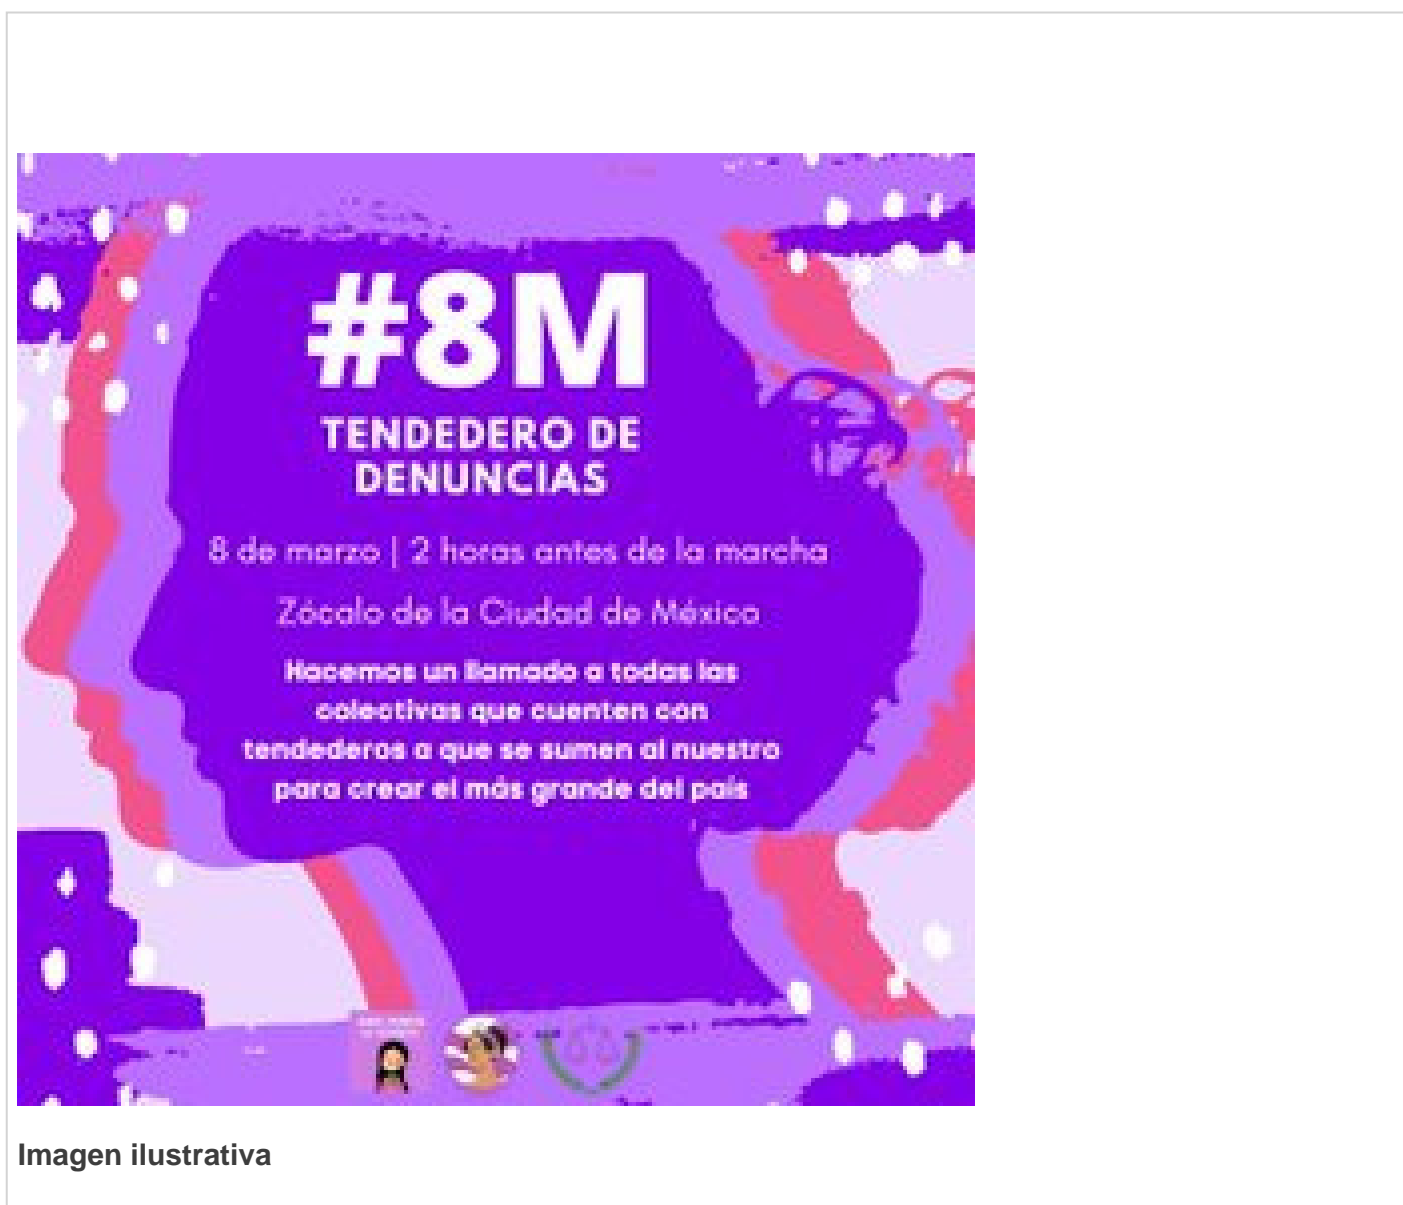 #8M
TENDEDERO DE
DENUNCIAS
8 de marzo | 2 horas antes de la marcha
Zócalo de la Ciudad de México
Hacemos un llamado a todas las
colectivas que cuenten con
tendederos a que se sumen al nuestro
para crear el más grande del país
Imagen ilustrativa